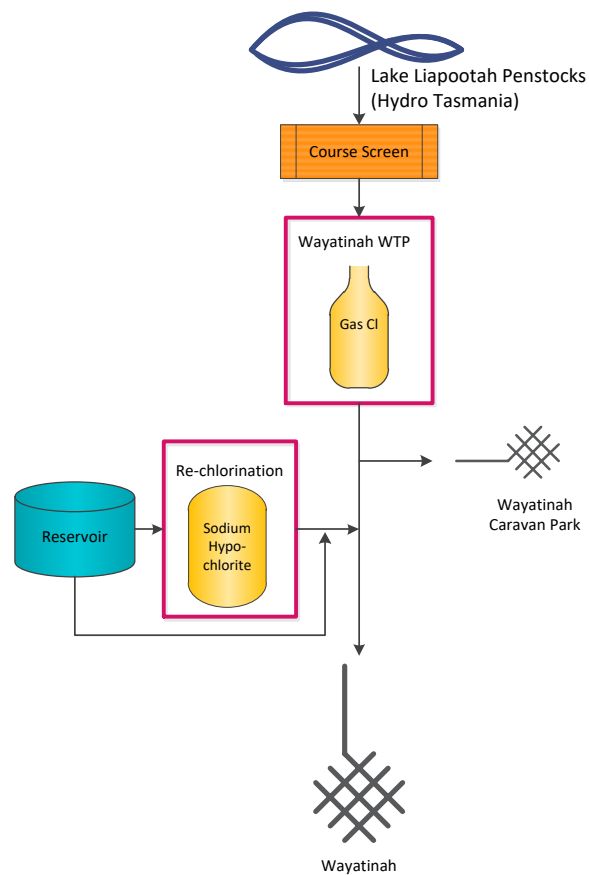 Lake Liapootah Penstocks
(Hydro Tasmania)
Course Screen
Wayatinah WTP
Gas Cl
Re-chlorination
Reservoir
Sodium
Hypo-
chlorite
Wayatinah
Caravan Park
Wayatinah